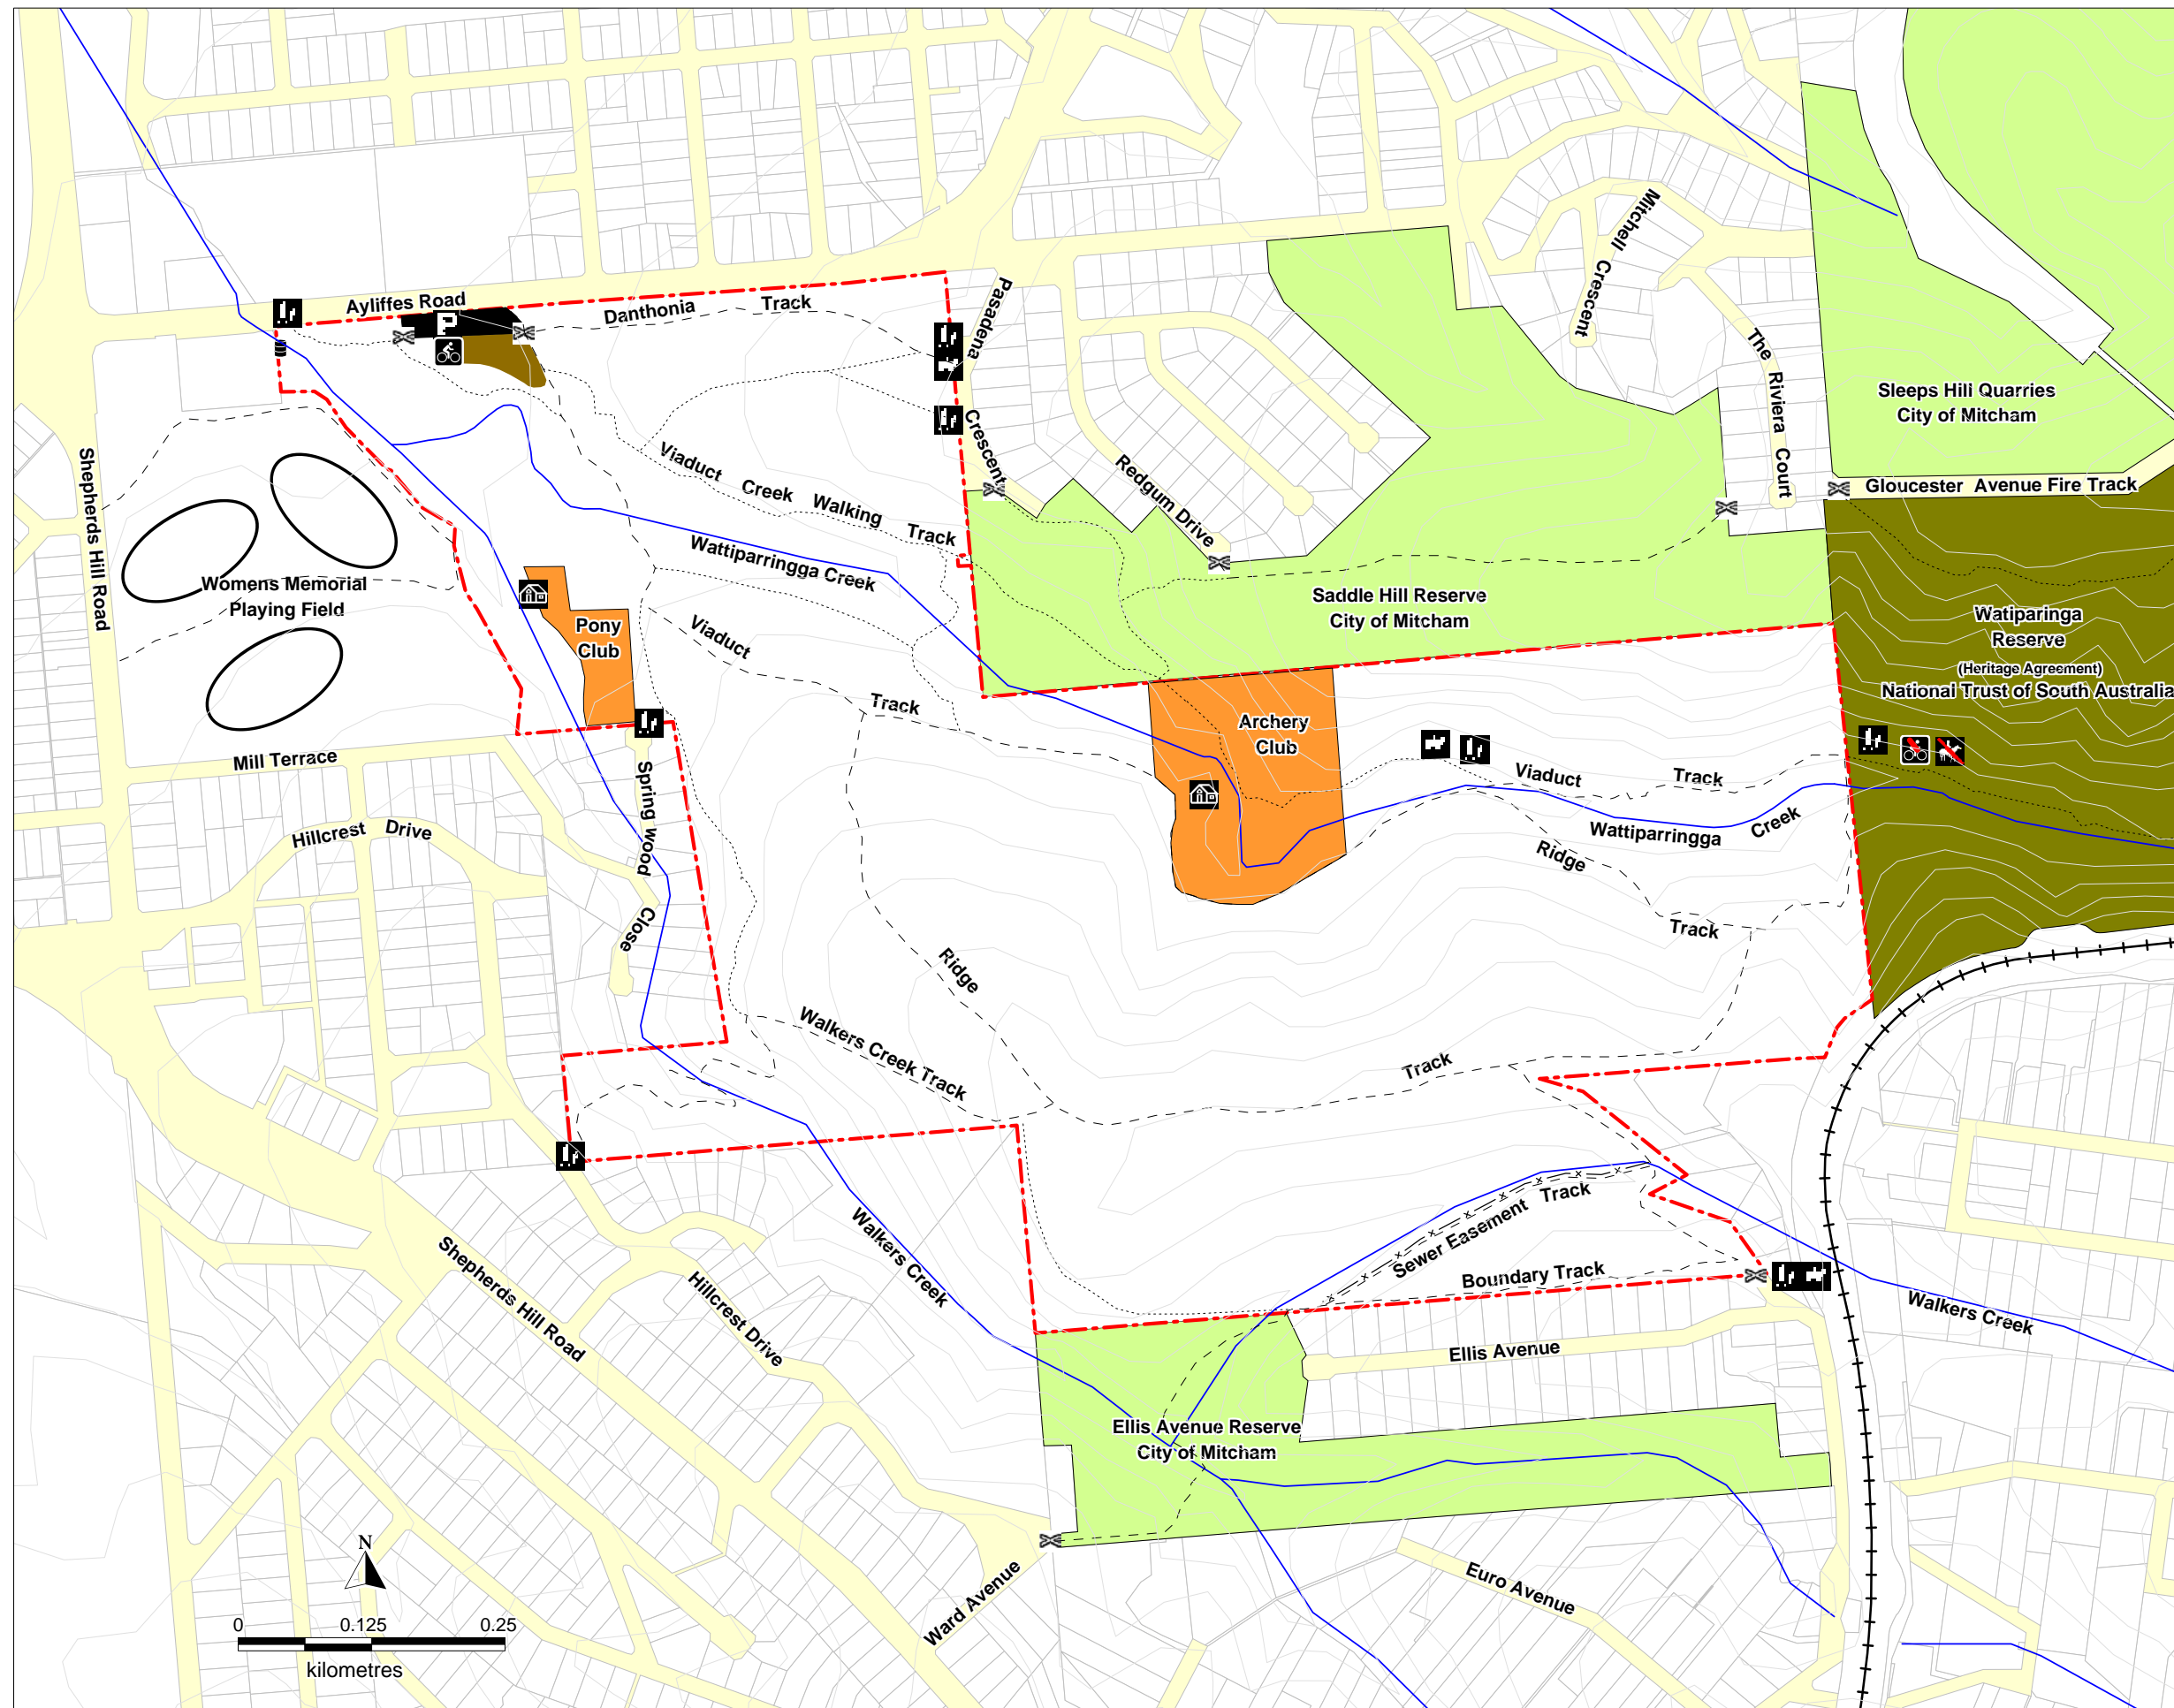 Mitchell
Crescent
Pasadena
Crescent
Ayliffes Road
P
Danthonia
Track
The
Riviera
Court
Sleeps Hill Quarries
City of Mitcham
Gloucester Avenue Fire Track
Redgum Drive
Shepherds Hill Road
Viaduct Creek Walking Track
Wattiparringga Creek
Womens Memorial
Playing Field
Pony
Club
Saddle Hill Reserve
City of Mitcham
Watiparinga
Reserve
(Heritage Agreement)
National Trust of South Australia
Viaduct
Track
Archery
Club
Mill Terrace
Spring wood
Close
Hillcrest Drive
Viaduct
Track
Wattiparringga
Creek
Ridge
Track
Ridge
Walkers Creek Track
Track
Sewer Easement Track
Boundary Track
Walkers Creek
Walkers Creek
Shepherds Hill Road
Hillcrest Drive
Ellis Avenue
Ellis Avenue Reserve
City of Mitcham
Ward Avenue
Euro Avenue
N
0
0.125
0.25
kilometres